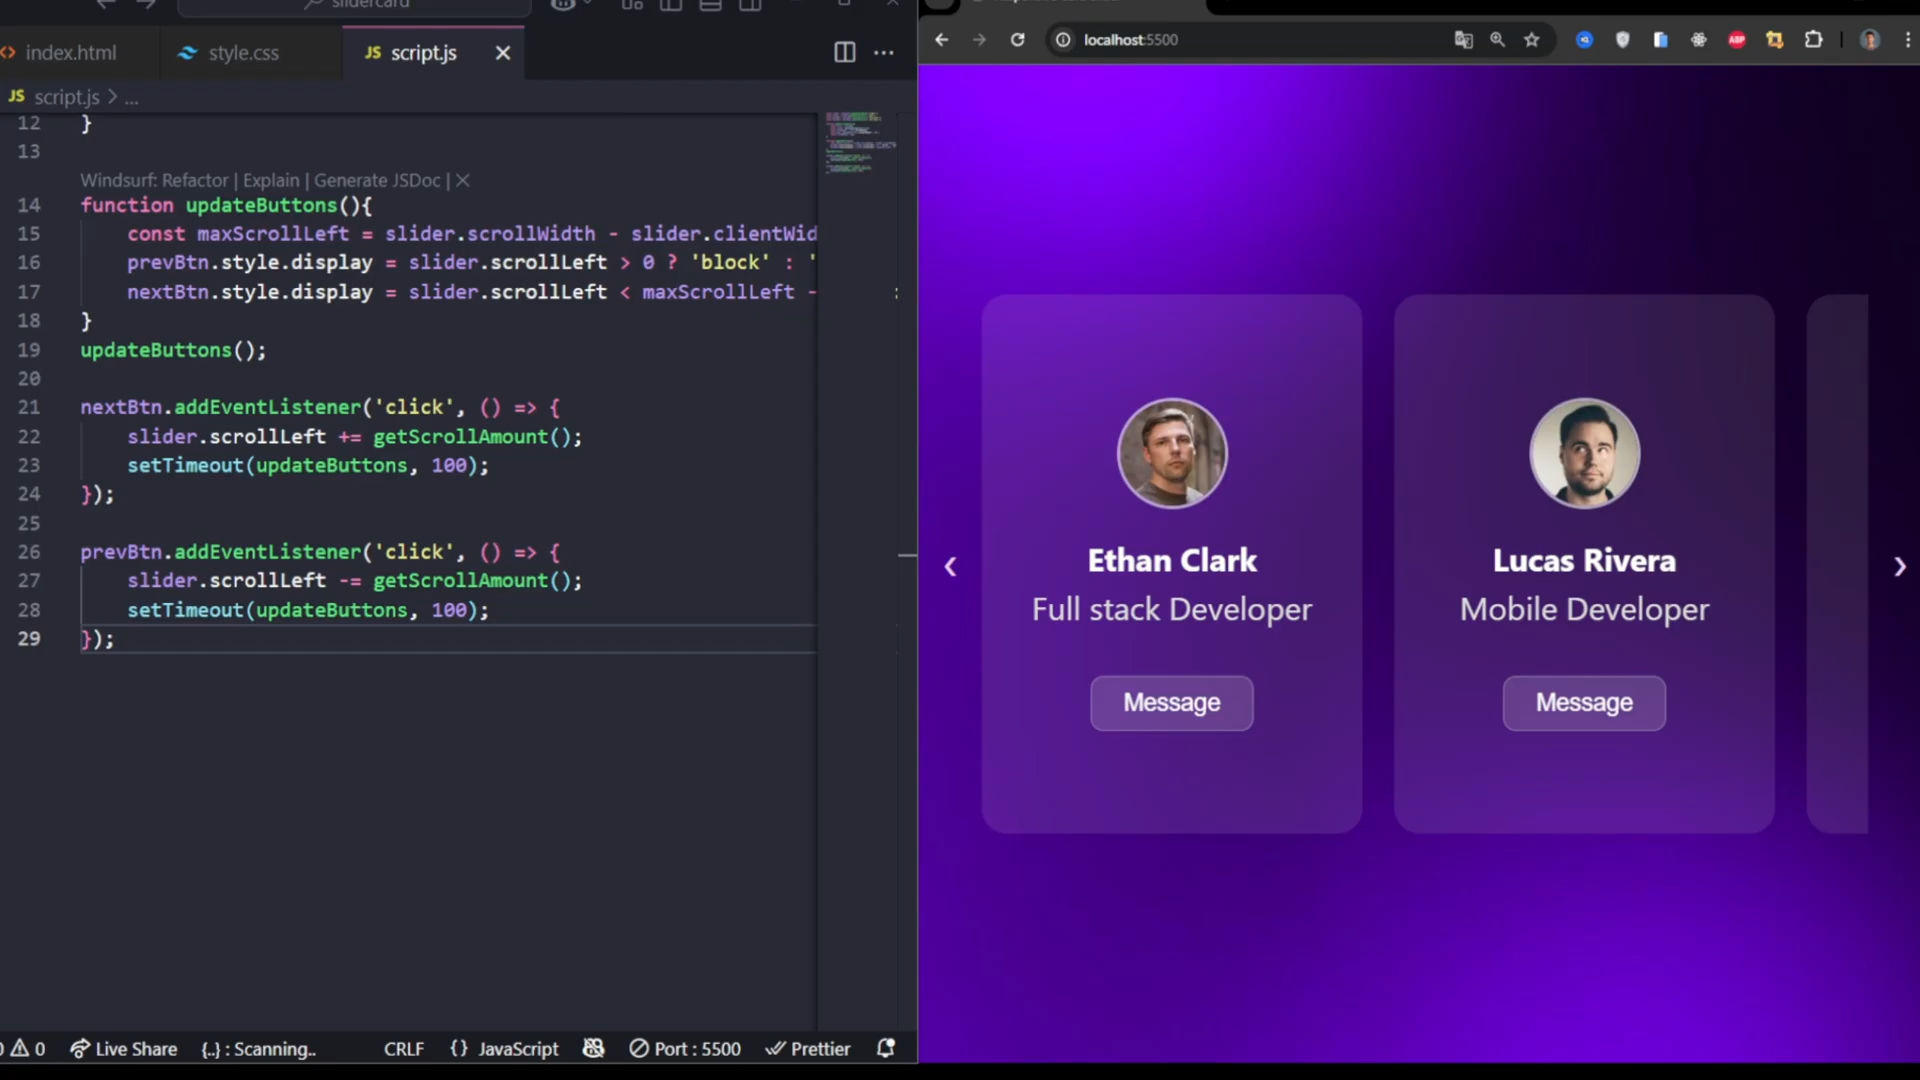 slidercard
index.html
style.css
JS script.js
JS script.js > ...
12 }
13
Windsurf: Refactor | Explain | Generate JSDoc |
14 function updateButtons(){
15 const maxScrollLeft = slider.scrollWidth - slider.clientWid
16 prevBtn.style.display = slider.scrollLeft > 0 ? 'block' : '
17 nextBtn.style.display = slider.scrollLeft < maxScrollLeft -
18 }
19 updateButtons();
20
21 nextBtn.addEventListener('click', () => {
22 slider.scrollLeft += getScrollAmount();
23 setTimeout(updateButtons, 100);
24 });
25
26 prevBtn.addEventListener('click', () => {
27 slider.scrollLeft -= getScrollAmount();
28 setTimeout(updateButtons, 100);
29 });
0 Live Share {..} : Scanning.. CRLF {} JavaScript Port : 5500 Prettier
localhost:5500
ABP
Ethan Clark
Full stack Developer
Message
Lucas Rivera
Mobile Developer
Message